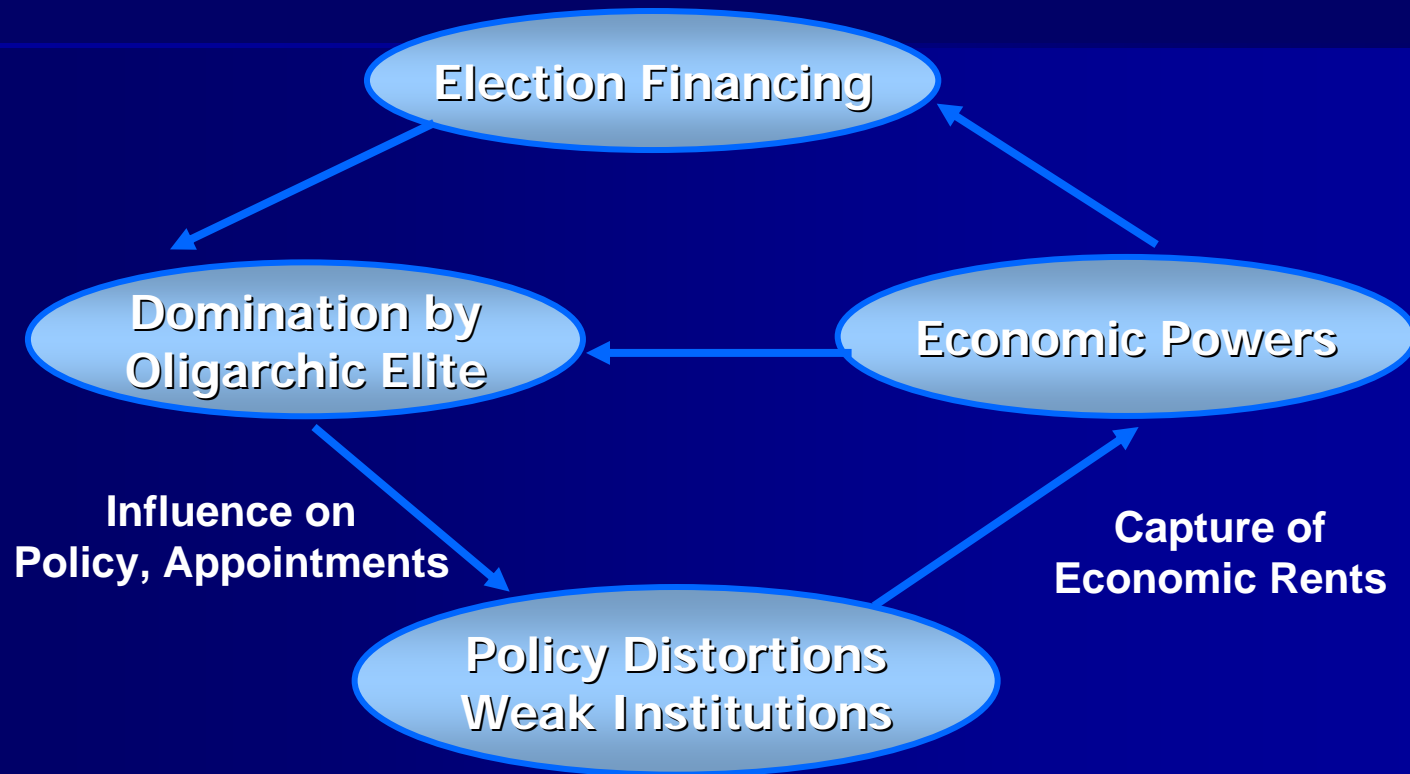 Election Financing
Domination by
Oligarchic Elite
Economic Powers
Influence on
Policy, Appointments
Capture of
Economic Rents
Policy Distortions
Weak Institutions